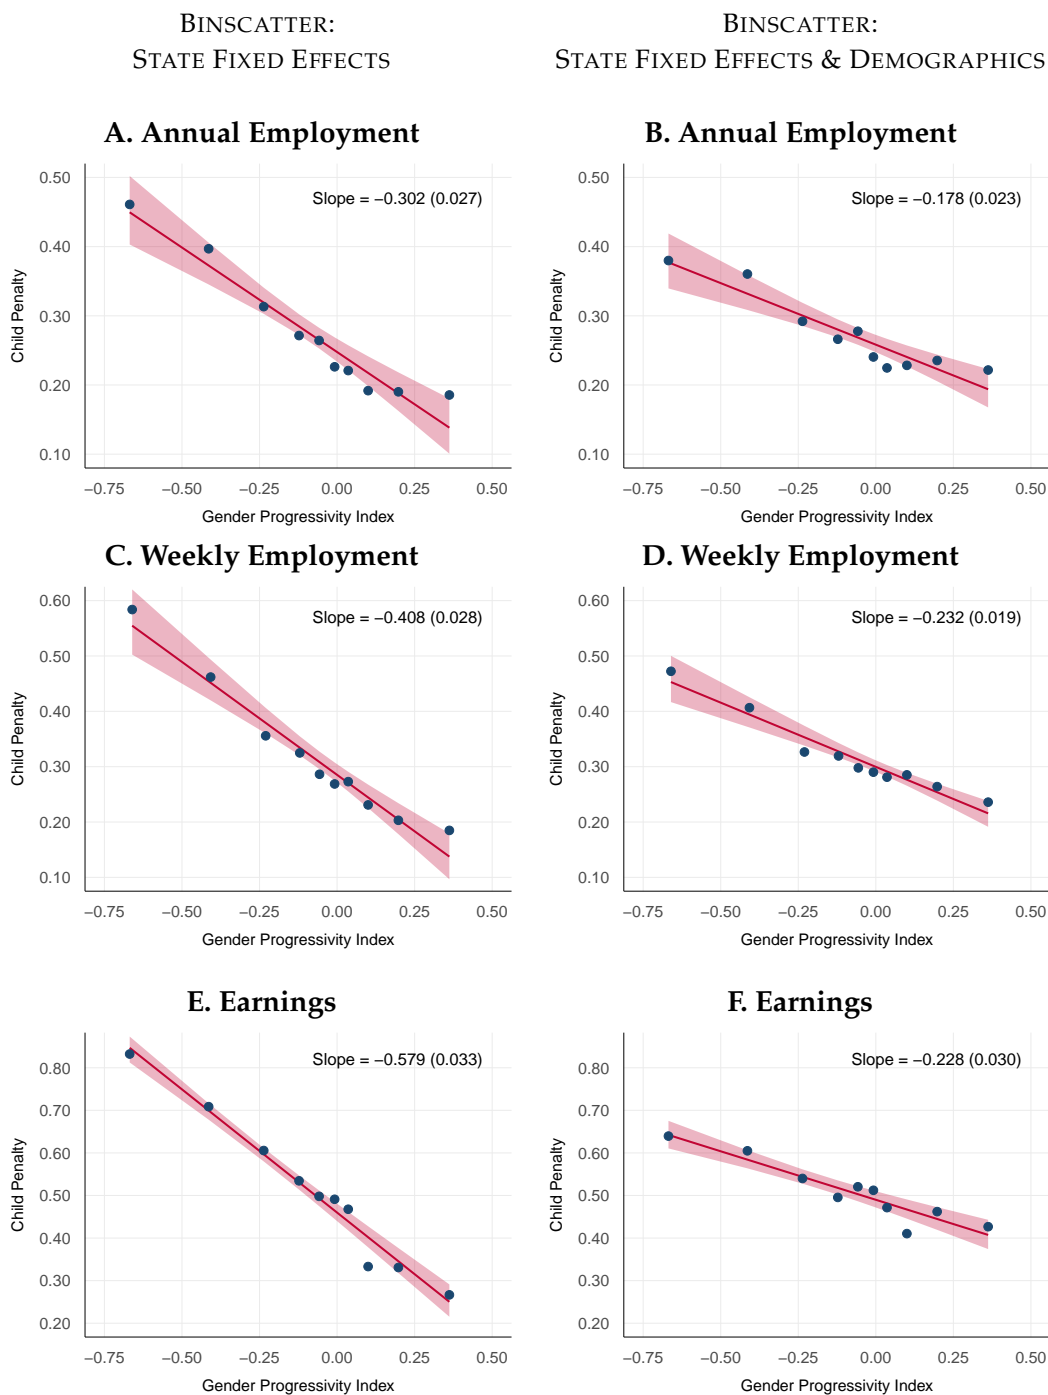 BINSCATTER:
STATE FIXED EFFECTS
BINSCATTER:
STATE FIXED EFFECTS & DEMOGRAPHICS
A. Annual Employment
Slope = −0.302 (0.027)
0.50
0.40
0.30
0.20
0.10
Child Penalty
−0.75 −0.50 −0.25 0.00 0.25 0.50
Gender Progressivity Index
B. Annual Employment
Slope = −0.178 (0.023)
0.50
0.40
0.30
0.20
0.10
Child Penalty
−0.75 −0.50 −0.25 0.00 0.25 0.50
Gender Progressivity Index
C. Weekly Employment
Slope = −0.408 (0.028)
0.60
0.50
0.40
0.30
0.20
0.10
Child Penalty
−0.75 −0.50 −0.25 0.00 0.25 0.50
Gender Progressivity Index
D. Weekly Employment
Slope = −0.232 (0.019)
0.60
0.50
0.40
0.30
0.20
0.10
Child Penalty
−0.75 −0.50 −0.25 0.00 0.25 0.50
Gender Progressivity Index
E. Earnings
Slope = −0.579 (0.033)
0.80
0.70
0.60
0.50
0.40
0.30
0.20
Child Penalty
−0.75 −0.50 −0.25 0.00 0.25 0.50
Gender Progressivity Index
F. Earnings
Slope = −0.228 (0.030)
0.80
0.70
0.60
0.50
0.40
0.30
0.20
Child Penalty
−0.75 −0.50 −0.25 0.00 0.25 0.50
Gender Progressivity Index